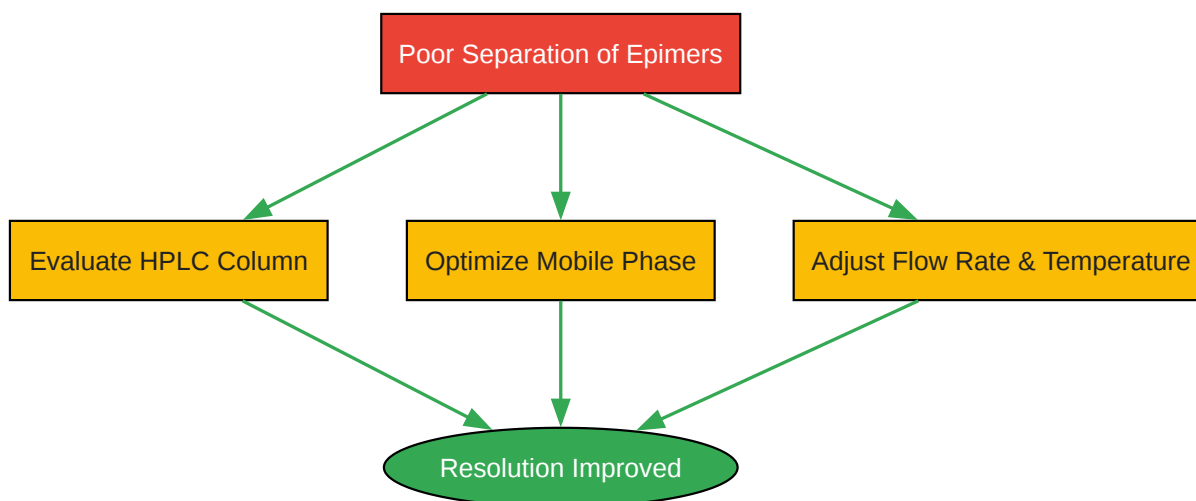 Poor Separation of Epimers
Evaluate HPLC Column
Optimize Mobile Phase
Adjust Flow Rate & Temperature
Resolution Improved